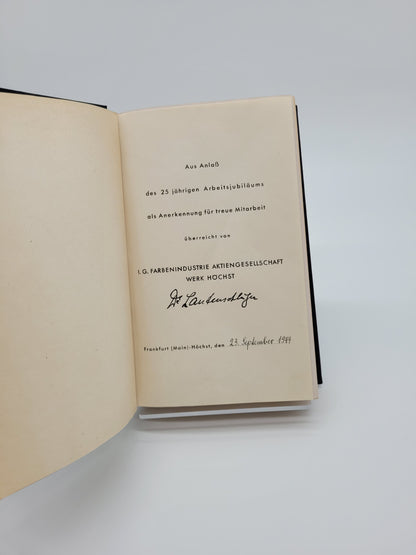 Aus Anlaß
des 25 jährigen Arbeitsjubiläums
als Anerkennung für treue Mitarbeit
überreicht von
I. G. FARBENINDUSTRIE AKTIENGESELLSCHAFT
WERK HÖCHST
Dr. Lautenschläger
Frankfurt (Main)-Höchst, den 23. September 1944